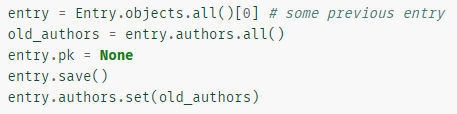 entry = Entry.objects.all()[0] # some previous entry
old_authors = entry.authors.all()
entry.pk = None
entry.save()
entry.authors.set(old_authors)